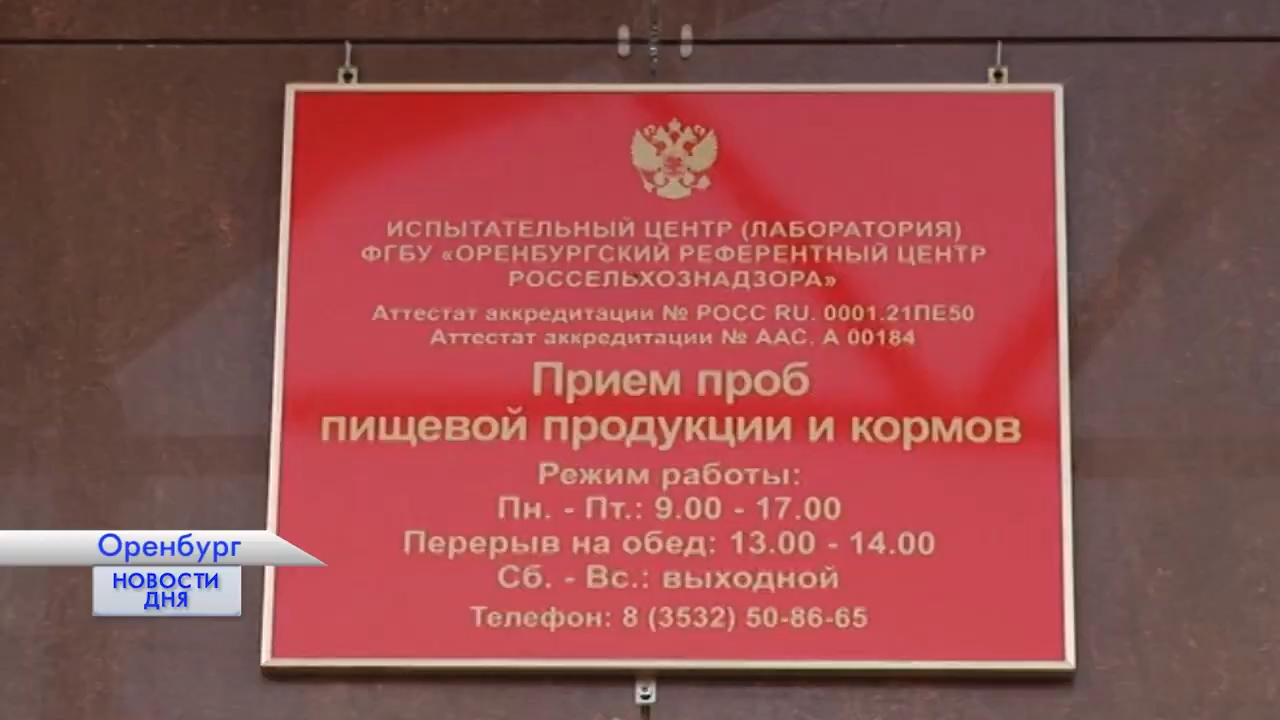 ИСПЫТАТЕЛЬНЫЙ ЦЕНТР (ЛАБОРАТОРИЯ)
ФГБУ «ОРЕНБУРГСКИЙ РЕФЕРЕНТНЫЙ ЦЕНТР
РОССЕЛЬХОЗНАДЗОРА»
Аттестат аккредитации № РОСС RU. 0001.21ПЕ50
Аттестат аккредитации № ААС. А 00184
Прием проб
пищевой продукции и кормов
Режим работы:
Пн. - Пт.: 9.00 - 17.00
Перерыв на обед: 13.00 - 14.00
Сб. - Вс.: выходной
Телефон: 8 (3532) 50-86-65
Оренбург
НОВОСТИ
ДНЯ